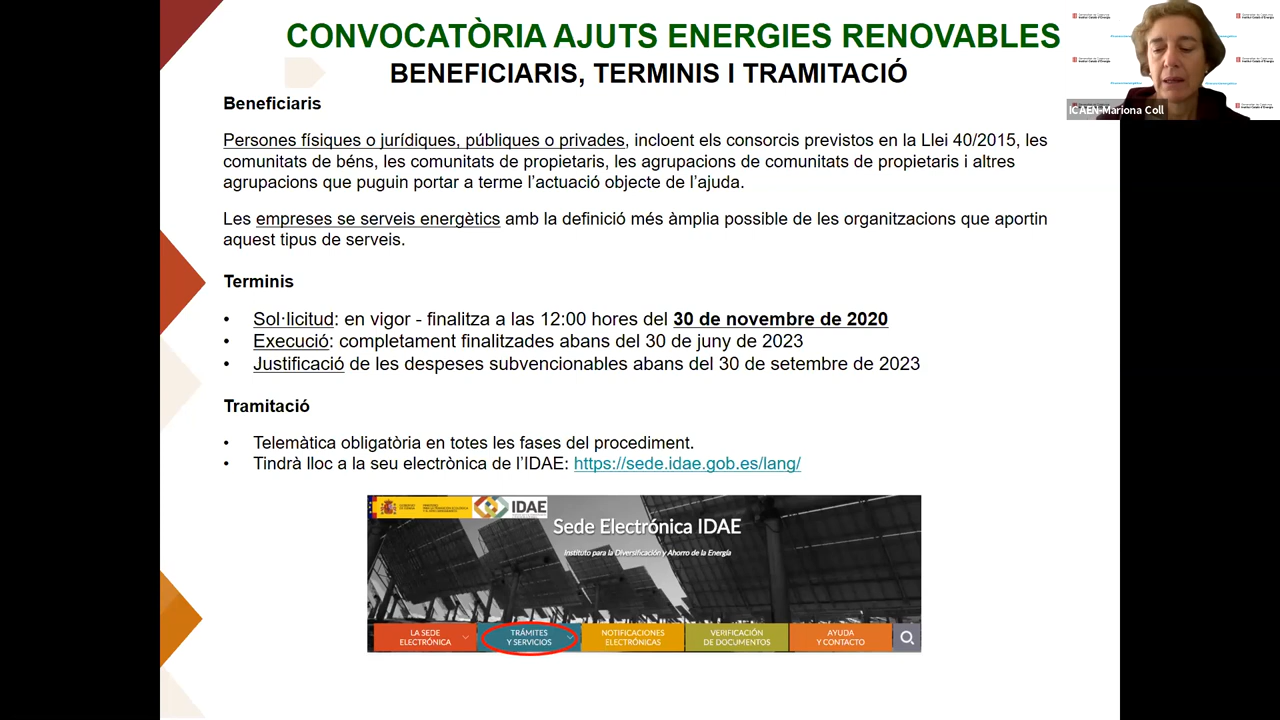 CONVOCATÒRIA AJUTS ENERGIES RENOVABLES
BENEFICIARIS, TERMINIS I TRAMITACIÓ
ICAEN-Mariona Coll
Beneficiaris
Persones físiques o jurídiques, públiques o privades, incloent els consorcis previstos en la Llei 40/2015, les
comunitats de béns, les comunitats de propietaris, les agrupacions de comunitats de propietaris i altres
agrupacions que puguin portar a terme l'actuació objecte de l'ajuda.
Les empreses se serveis energètics amb la definició més àmplia possible de les organitzacions que aportin
aquest tipus de serveis.
Terminis
• Sol·licitud: en vigor - finalitza a las 12:00 hores del 30 de novembre de 2020
• Execució: completament finalitzades abans del 30 de juny de 2023
• Justificació de les despeses subvencionables abans del 30 de setembre de 2023
Tramitació
• Telemàtica obligatòria en totes les fases del procediment.
• Tindrà lloc a la seu electrònica de l'IDAE: https://sede.idae.gob.es/lang/
IDAE
Sede Electrónica IDAE
Instituto para la Diversificación y Ahorro de la Energía
LA SEDE
ELECTRÓNICA
TRÁMITES
Y SERVICIOS
NOTIFICACIONES
ELECTRÓNICAS
VERIFICACIÓN
DE DOCUMENTOS
AYUDA
Y CONTACTO